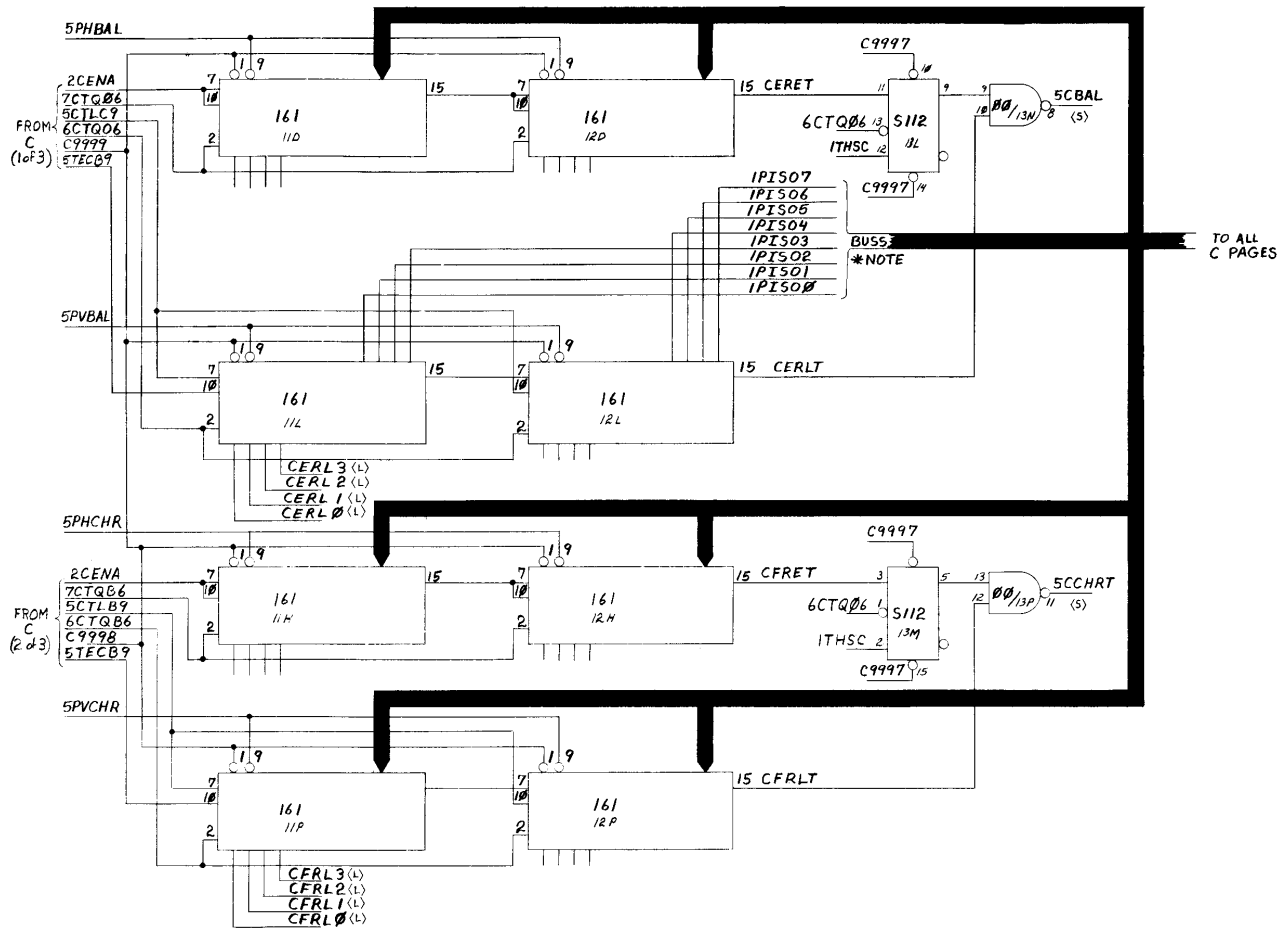 5PHBAL
1 9
1 9
C9997
10
2CENA
7CTQØ6
5CTLC9
6CTQ06
C9999
5TECB9
FROM
C
(1 of 3)
7
1Ø
2
161
11D
15
7
1Ø
2
161
12D
15 CERET
11
9
6CTQØ6 13
1THSC 12
S112
13L
C9997 14
9
10
ØØ/13N
8
5CBAL
(S)
1PISO7
1PISO6
1PISO5
1PISO4
1PISO3
1PISO2
1PISO1
1PISOØ
BUSS
*NOTE
TO ALL
C PAGES
5PVBAL
1 9
1 9
7
1Ø
2
161
11L
15
7
1Ø
2
161
12L
15 CERLT
CERL3 (L)
CERL2 (L)
CERL1 (L)
CERLØ (L)
5PHCHR
1 9
1 9
C9997
2CENA
7CTQB6
5CTLB9
6CTQB6
C9998
5TECB9
FROM
C
(2 of 3)
7
1Ø
2
161
11H
15
7
1Ø
2
161
12H
15 CFRET
3
5
6CTQØ6 1
1THSC 2
S112
13M
C9997 15
13
12
ØØ/13P
11
5CCHRT
(S)
5PVCHR
1 9
1 9
7
1Ø
2
161
11P
7
1Ø
2
161
12P
15 CFRLT
CFRL3 (L)
CFRL2 (L)
CFRL1 (L)
CFRLØ (L)